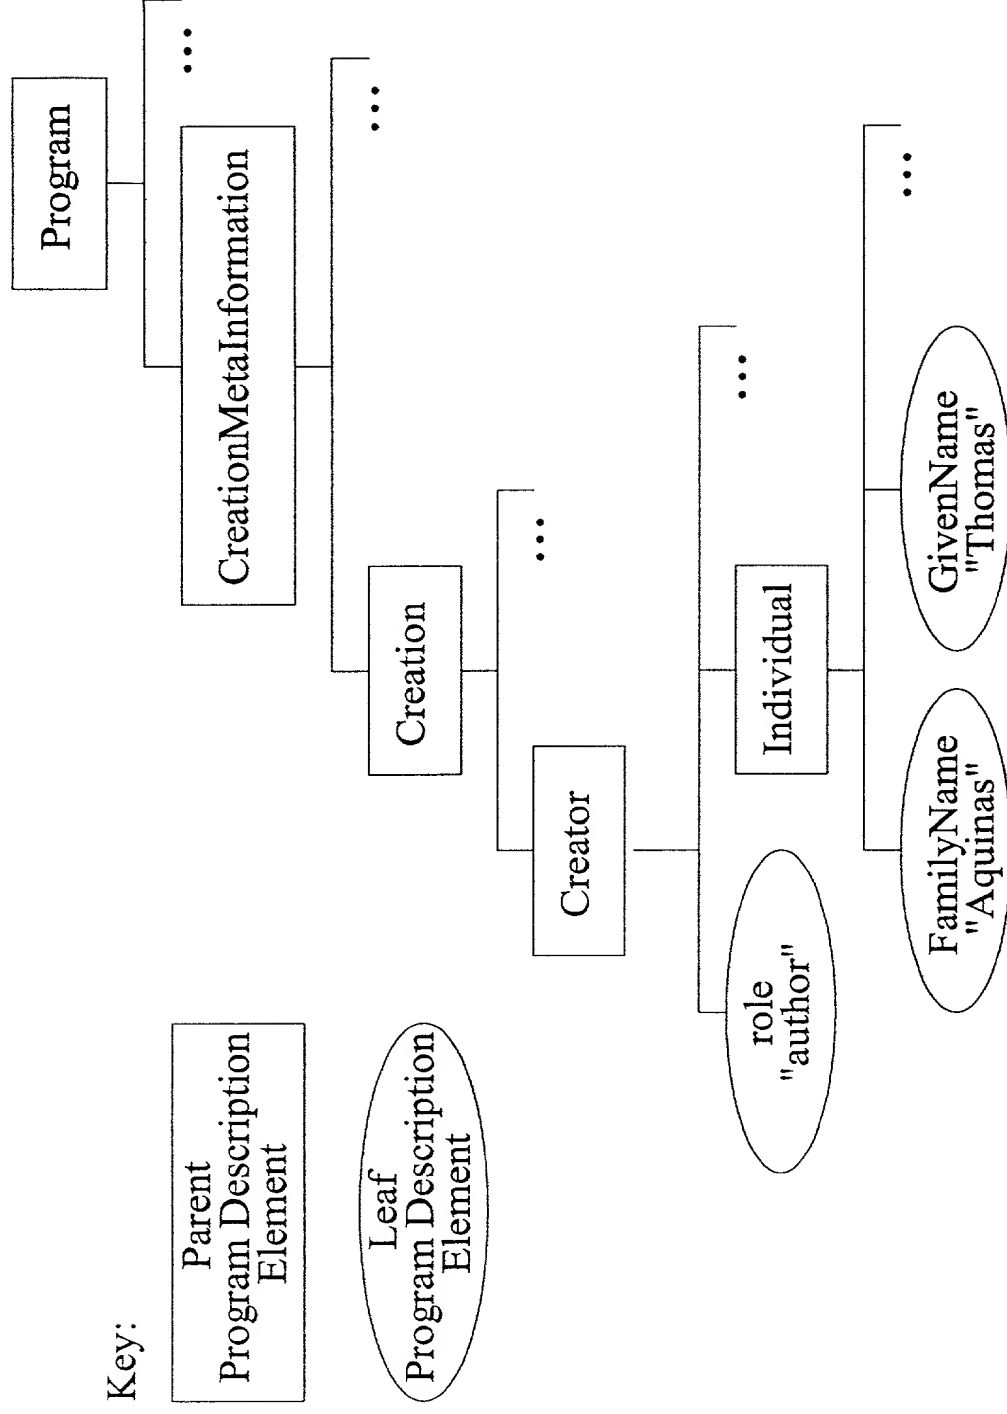 Key:
Parent
Program Description
Element
Leaf
Program Description
Element
Program
...
CreationMetaInformation
...
Creation
...
Creator
...
role
"author"
Individual
...
FamilyName
"Aquinas"
GivenName
"Thomas"